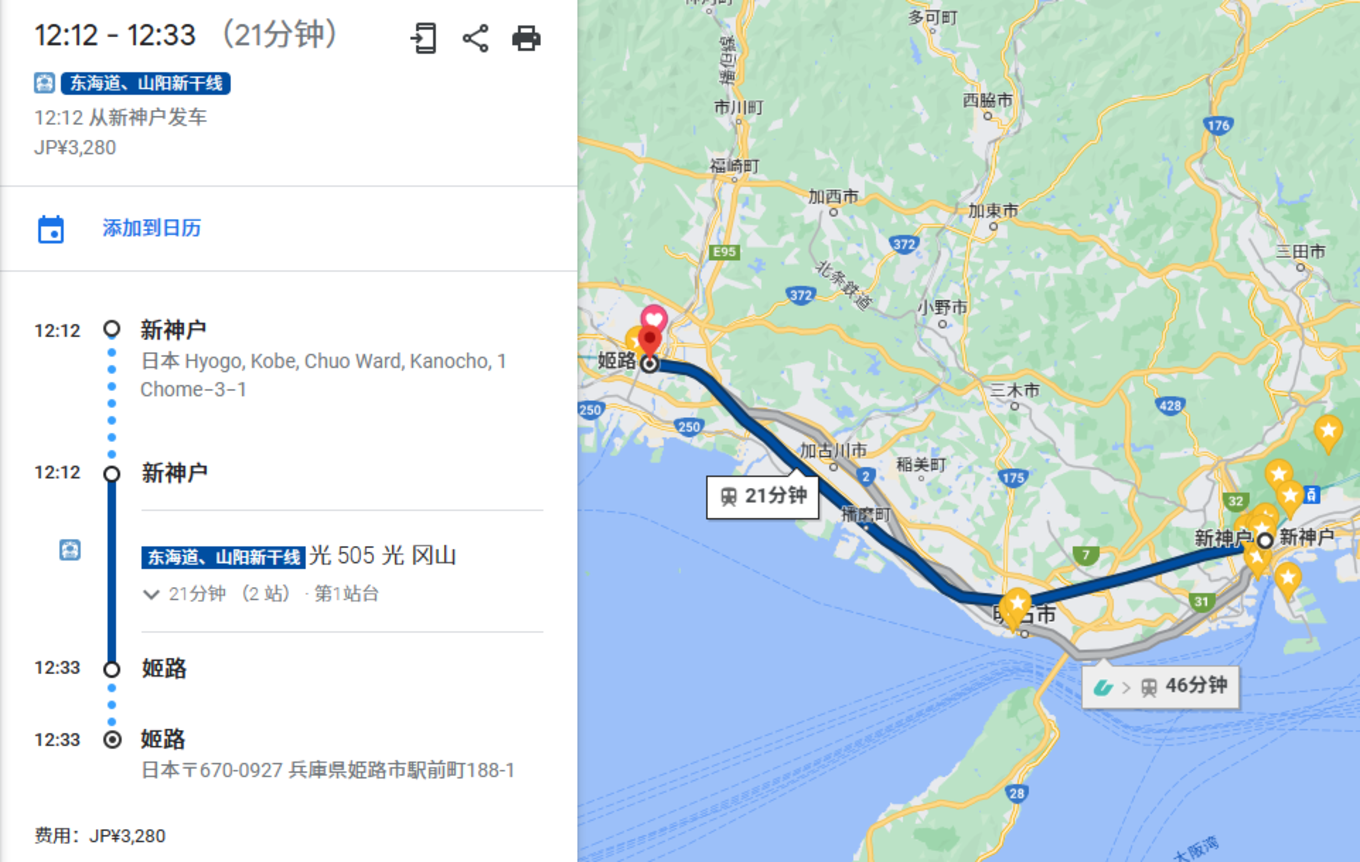 12:12 – 12:33 （21分钟）
东海道、山阳新干线
12:12 从新神户发车
JP¥3,280
添加到日历
12:12 新神户
日本 Hyogo, Kobe, Chuo Ward, Kanocho, 1
Chome−3−1
12:12 新神户
东海道、山阳新干线 光 505 光 冈山
21分钟 （2 站） · 第1站台
12:33 姬路
12:33 姬路
日本〒670-0927 兵庫県姫路市駅前町188-1
费用：JP¥3,280
多可町
播但線
市川町
西脇市
176
福崎町
加西市
加東市
372
E95
三田市
北条鉄道
372
小野市
姬路
三木市
250
250
428
加古川市
稲美町
2
175
21分钟
32
播磨町
新神户
新神户
7
31
明石市
46分钟
28
大阪湾